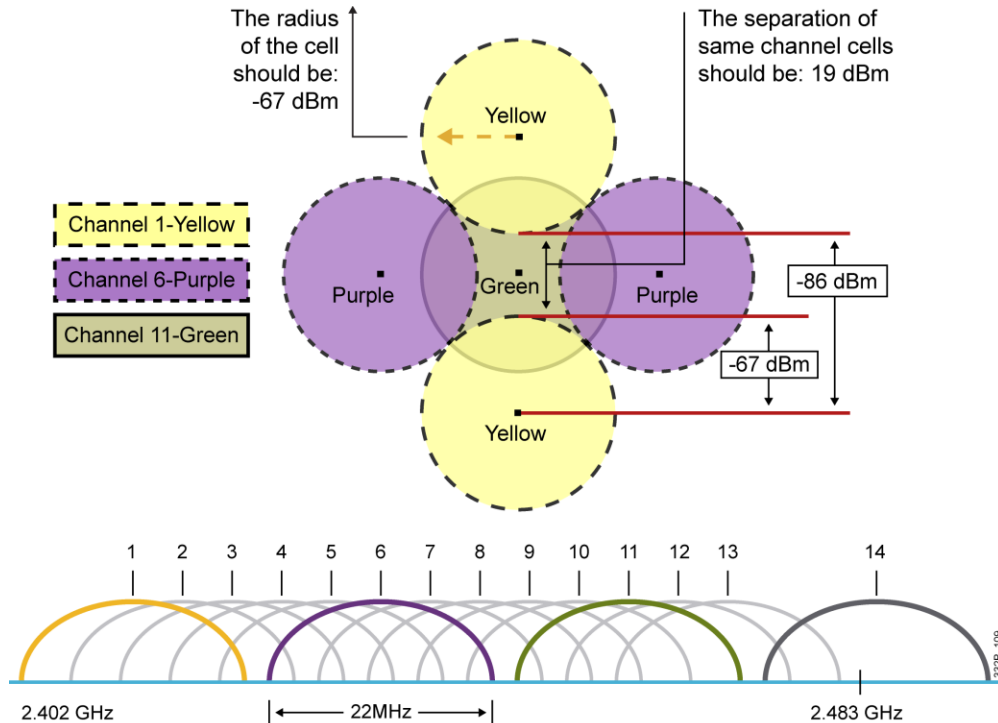 The radius
of the cell
should be:
-67 dBm
The separation of
same channel cells
should be: 19 dBm
Yellow
Channel 1-Yellow
Channel 6-Purple
Channel 11-Green
Purple
Green
Purple
-86 dBm
-67 dBm
Yellow
1 2 3 4 5 6 7 8 9 10 11 12 13 14
2.402 GHz
22MHz
2.483 GHz